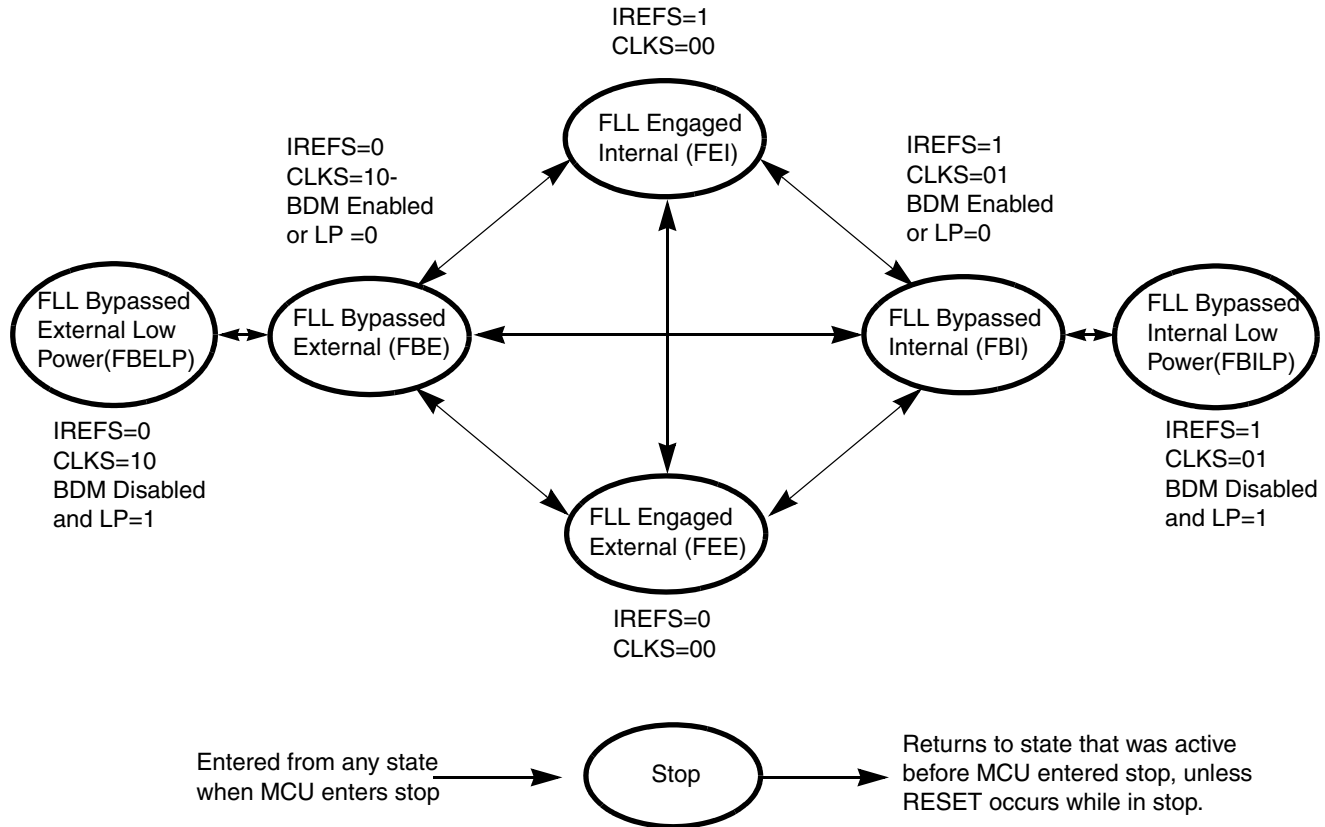 IREFS=1
CLKS=00
FLL Engaged
Internal (FEI)
IREFS=0
CLKS=10-
BDM Enabled
or LP =0
IREFS=1
CLKS=01
BDM Enabled
or LP=0
FLL Bypassed
External Low
Power(FBELP)
FLL Bypassed
External (FBE)
FLL Bypassed
Internal (FBI)
FLL Bypassed
Internal Low
Power(FBILP)
IREFS=0
CLKS=10
BDM Disabled
and LP=1
IREFS=1
CLKS=01
BDM Disabled
and LP=1
FLL Engaged
External (FEE)
IREFS=0
CLKS=00
Entered from any state
when MCU enters stop
Stop
Returns to state that was active
before MCU entered stop, unless
RESET occurs while in stop.